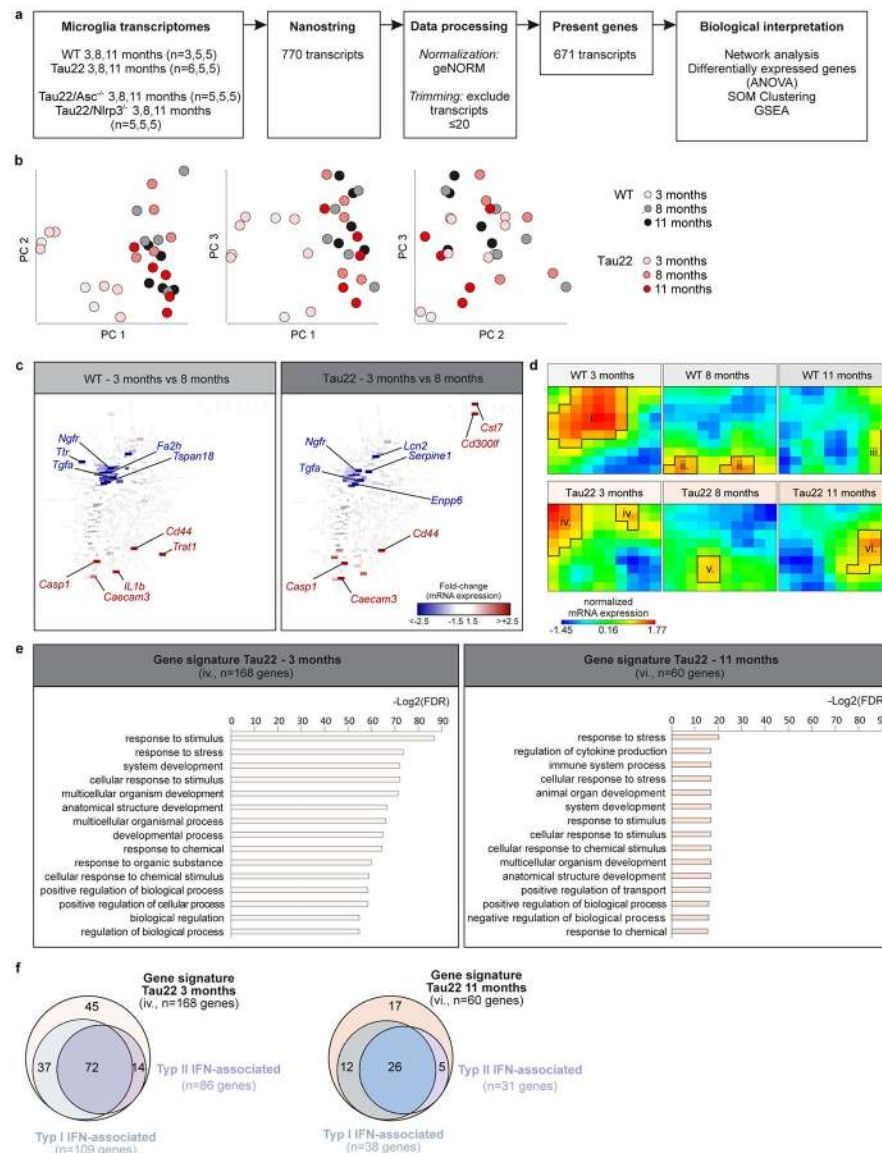 a
Microglia transcriptomes
WT 3,8,11 months (n=3,5,5)
Tau22 3,8,11 months (n=6,5,5)
Tau22/Asc-/- 3,8,11 months (n=5,5,5)
Tau22/Nlrp3-/- 3,8,11 months
(n=5,5,5)
Nanostring
770 transcripts
Data processing
Normalization:
geNORM
Trimming: exclude
transcripts
≤20
Present genes
671 transcripts
Biological interpretation
Network analysis
Differentially expressed genes
(ANOVA)
SOM Clustering
GSEA
b
PC 2
PC 1
PC 3
PC 1
PC 3
PC 2
WT
3 months
8 months
11 months
Tau22
3 months
8 months
11 months
c
WT - 3 months vs 8 months
Ngfr
Ttr
Tgfa
Fa2h
Tspan18
Cd44
Trat1
Casp1
IL1b
Caecam3
Tau22 - 3 months vs 8 months
Cst7
Cd300lf
Ngfr
Lcn2
Serpine1
Tgfa
Enpp6
Cd44
Casp1
Caecam3
Fold-change
(mRNA expression)
<-2.5 -1.5 1.5 >+2.5
d
WT 3 months
WT 8 months
WT 11 months
i.
ii.
ii.
iii.
Tau22 3 months
Tau22 8 months
Tau22 11 months
iv.
iv.
v.
vi.
normalized
mRNA expression
-1.45 0.16 1.77
e
Gene signature Tau22 - 3 months
(iv., n=168 genes)
-Log2(FDR)
0 10 20 30 40 50 60 70 80 90
response to stimulus
response to stress
system development
cellular response to stimulus
multicellular organism development
anatomical structure development
multicellular organismal process
developmental process
response to chemical
response to organic substance
cellular response to chemical stimulus
positive regulation of biological process
positive regulation of cellular process
biological regulation
regulation of biological process
Gene signature Tau22 - 11 months
(vi., n=60 genes)
-Log2(FDR)
0 10 20 30 40 50 60 70 80 90
response to stress
regulation of cytokine production
immune system process
cellular response to stress
animal organ development
system development
response to stimulus
cellular response to stimulus
cellular response to chemical stimulus
multicellular organism development
anatomical structure development
positive regulation of transport
positive regulation of biological process
negative regulation of biological process
response to chemical
f
Gene signature
Tau22 3 months
(iv., n=168 genes)
45
37
72
14
Typ II IFN-associated
(n=86 genes)
Typ I IFN-associated
(n=109 genes)
Gene signature
Tau22 11 months
(vi., n=60 genes)
17
12
26
5
Typ II IFN-associated
(n=31 genes)
Typ I IFN-associated
(n=38 genes)